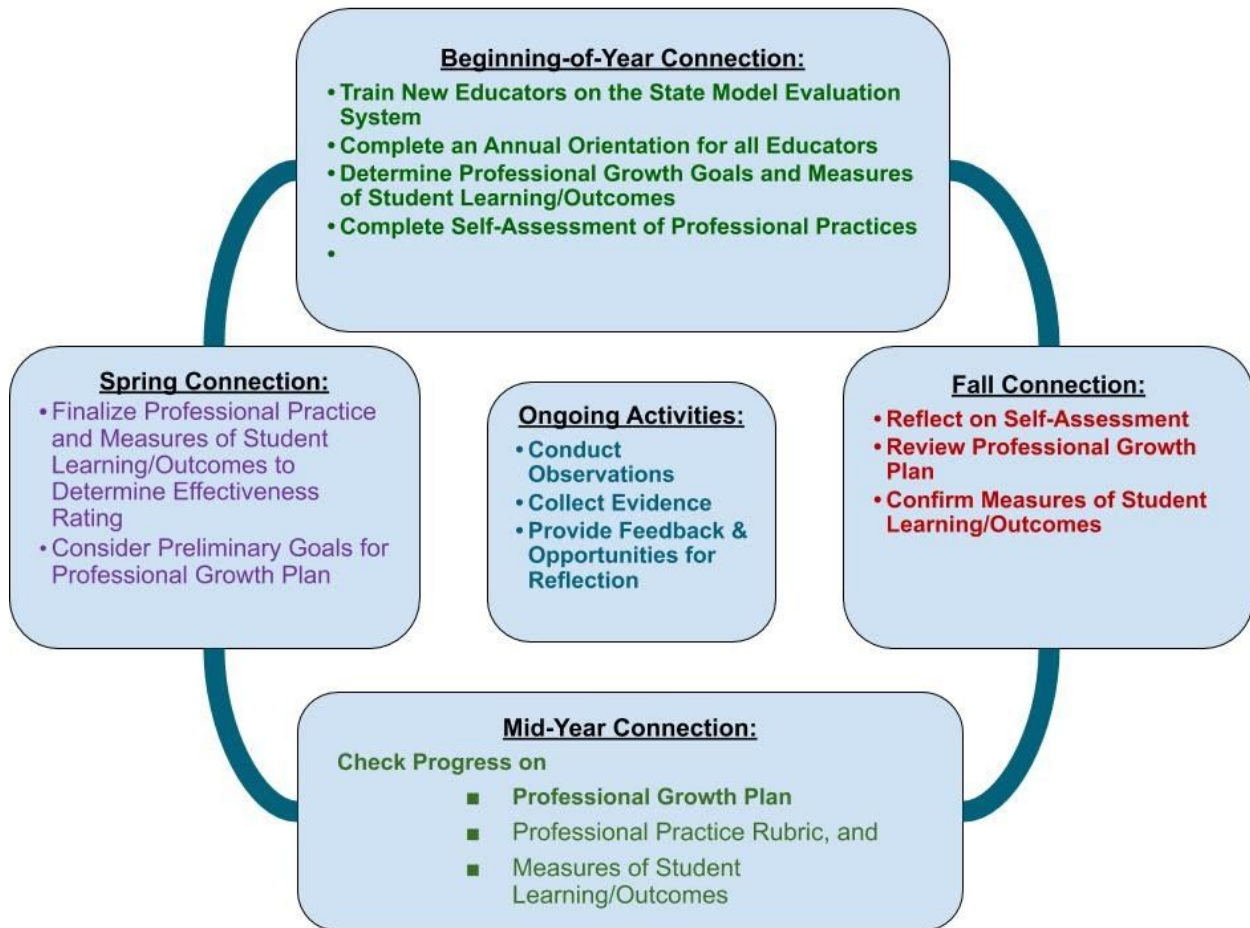 Beginning-of-Year Connection:
• Train New Educators on the State Model Evaluation
System
• Complete an Annual Orientation for all Educators
• Determine Professional Growth Goals and Measures
of Student Learning/Outcomes
• Complete Self-Assessment of Professional Practices
•
Spring Connection:
• Finalize Professional Practice
and Measures of Student
Learning/Outcomes to
Determine Effectiveness
Rating
• Consider Preliminary Goals for
Professional Growth Plan
Ongoing Activities:
• Conduct
Observations
• Collect Evidence
• Provide Feedback &
Opportunities for
Reflection
Fall Connection:
• Reflect on Self-Assessment
• Review Professional Growth
Plan
• Confirm Measures of Student
Learning/Outcomes
Mid-Year Connection:
Check Progress on
■ Professional Growth Plan
■ Professional Practice Rubric, and
■ Measures of Student
Learning/Outcomes